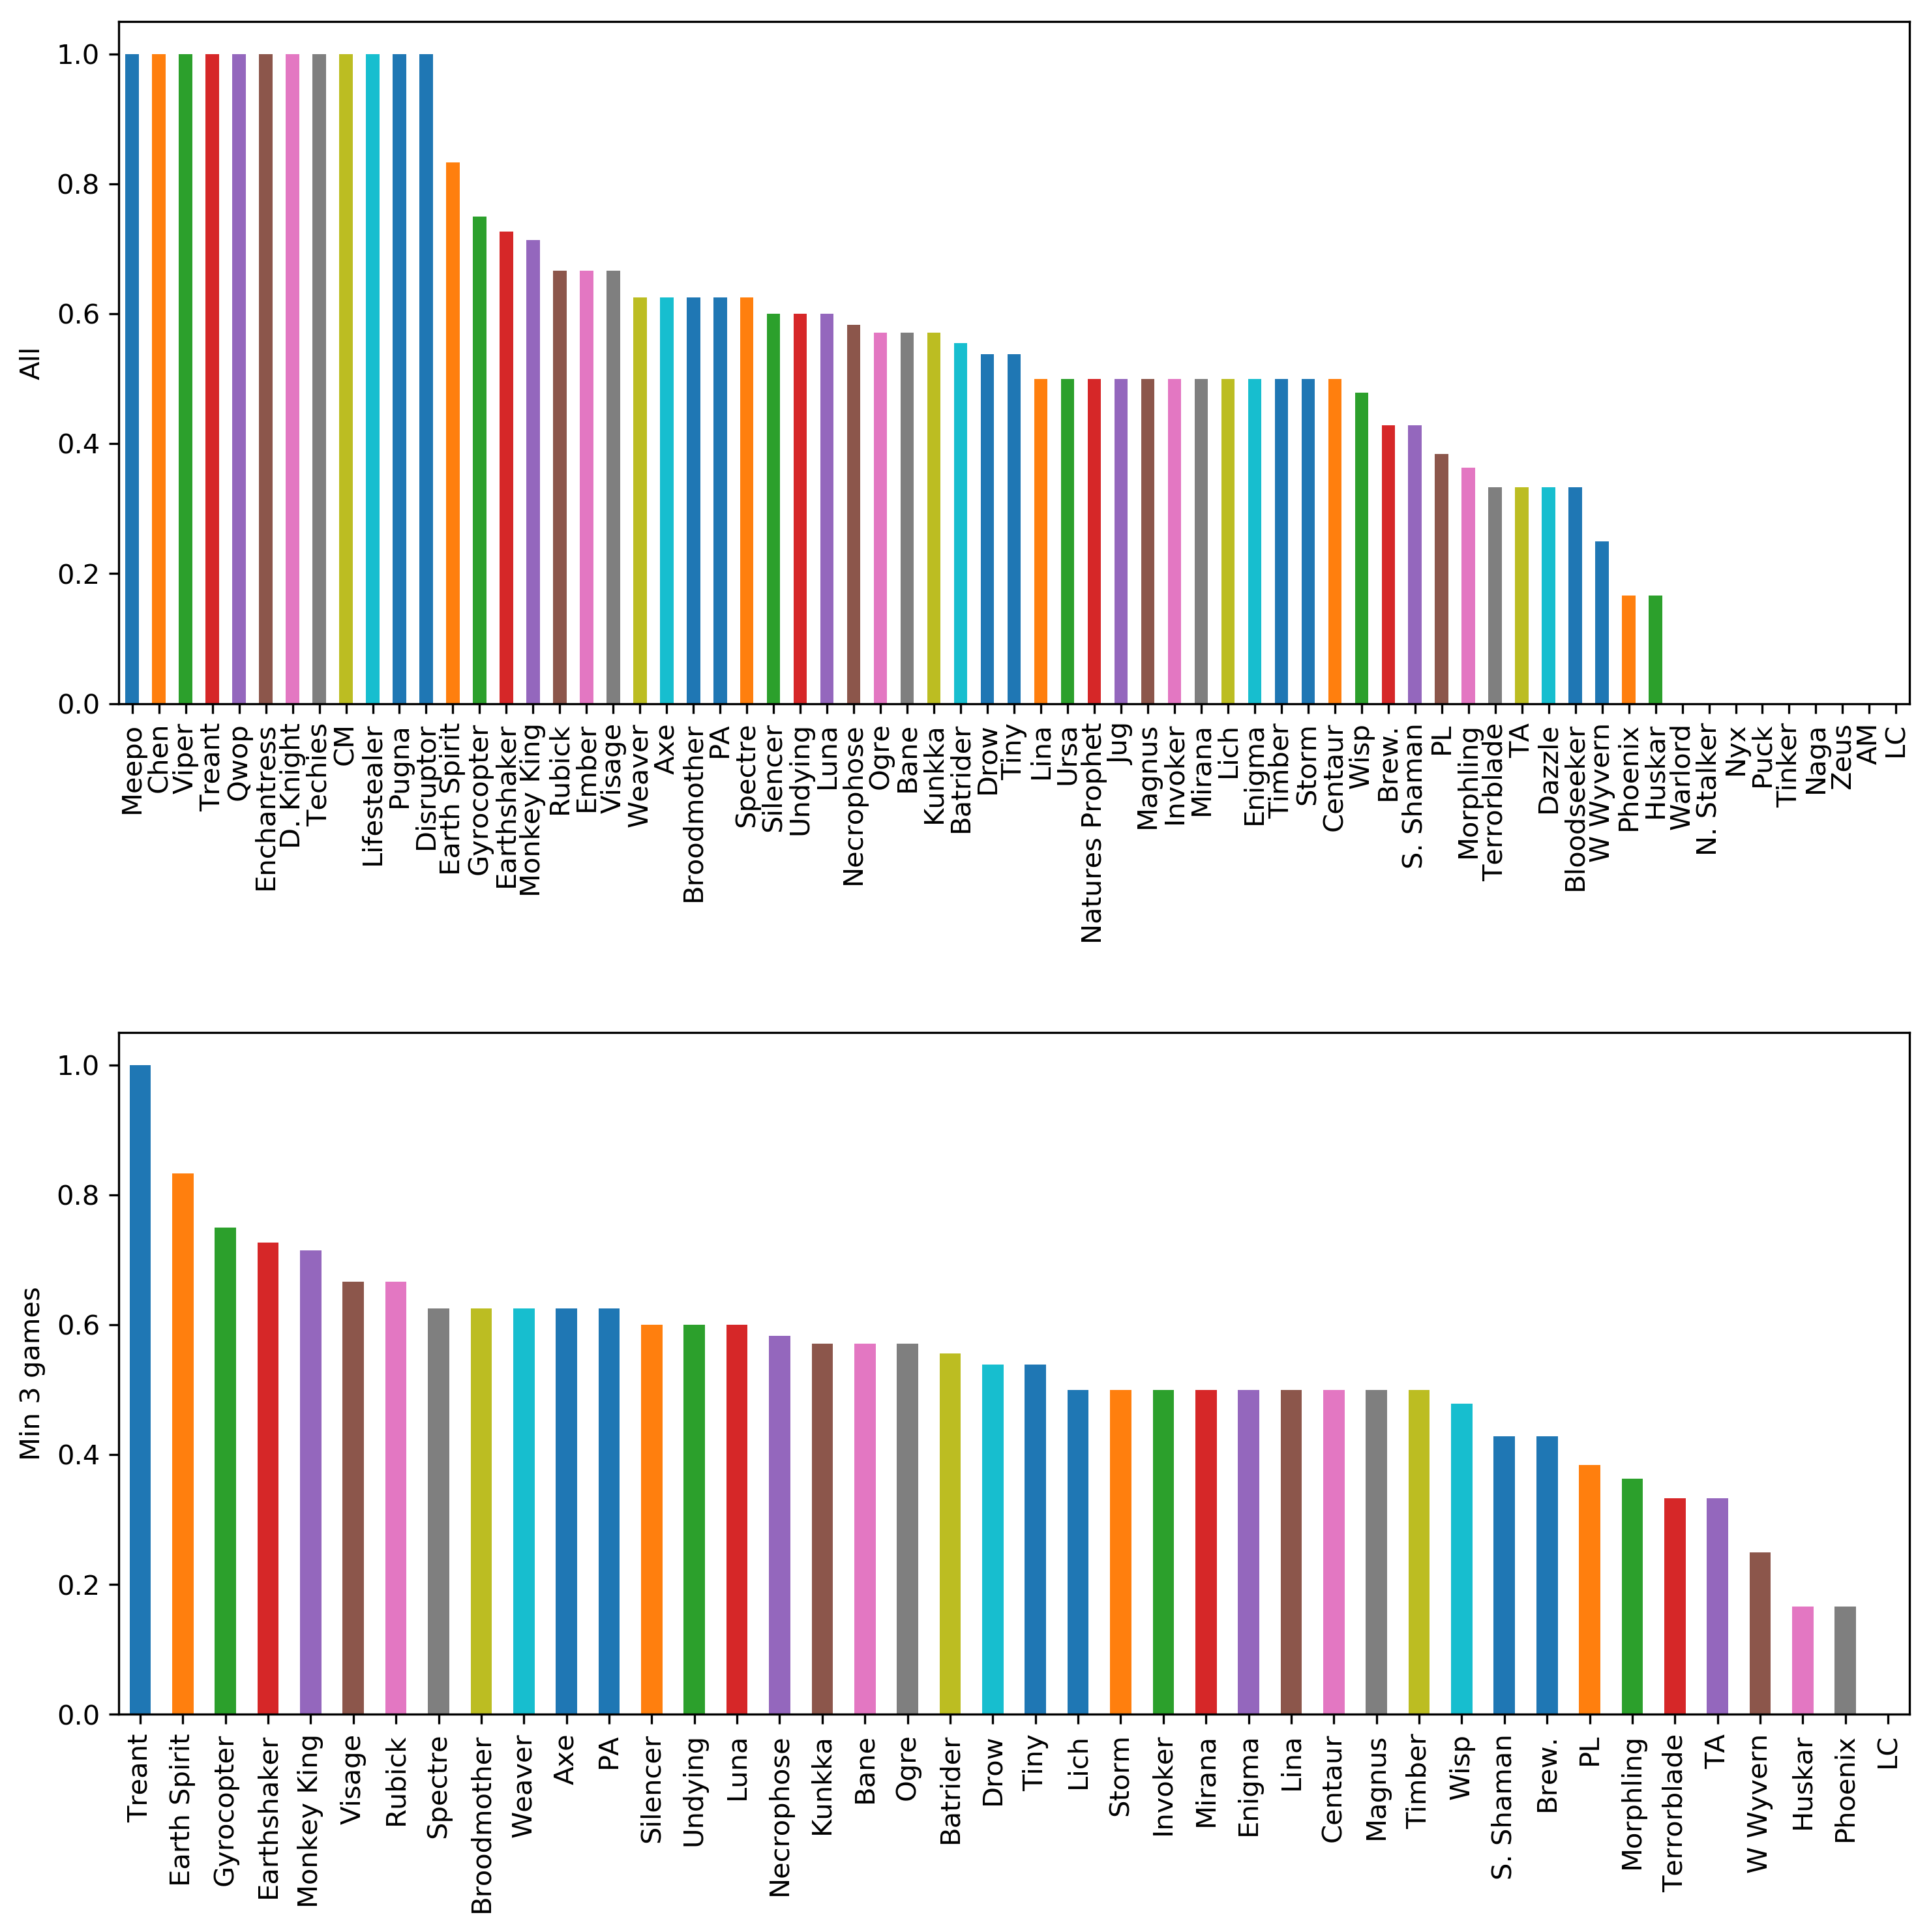 All
1.0
0.8
0.6
0.4
0.2
0.0
Meepo
Chen
Viper
Treant
Qwop
Enchantress
D. Knight
Techies
CM
Lifestealer
Pugna
Disruptor
Earth Spirit
Gyrocopter
Earthshaker
Monkey King
Rubick
Ember
Visage
Weaver
Axe
Broodmother
PA
Spectre
Silencer
Undying
Luna
Necrophose
Ogre
Bane
Kunkka
Batrider
Drow
Tiny
Lina
Ursa
Natures Prophet
Jug
Magnus
Invoker
Mirana
Lich
Enigma
Timber
Storm
Centaur
Wisp
Brew.
S. Shaman
PL
Morphling
Terrorblade
TA
Dazzle
Bloodseeker
W Wyvern
Phoenix
Huskar
Warlord
N. Stalker
Nyx
Puck
Tinker
Naga
Zeus
AM
LC
Min 3 games
1.0
0.8
0.6
0.4
0.2
0.0
Treant
Earth Spirit
Gyrocopter
Earthshaker
Monkey King
Visage
Rubick
Spectre
Broodmother
Weaver
Axe
PA
Silencer
Undying
Luna
Necrophose
Kunkka
Bane
Ogre
Batrider
Drow
Tiny
Lich
Storm
Invoker
Mirana
Enigma
Lina
Centaur
Magnus
Timber
Wisp
S. Shaman
Brew.
PL
Morphling
Terrorblade
TA
W Wyvern
Huskar
Phoenix
LC